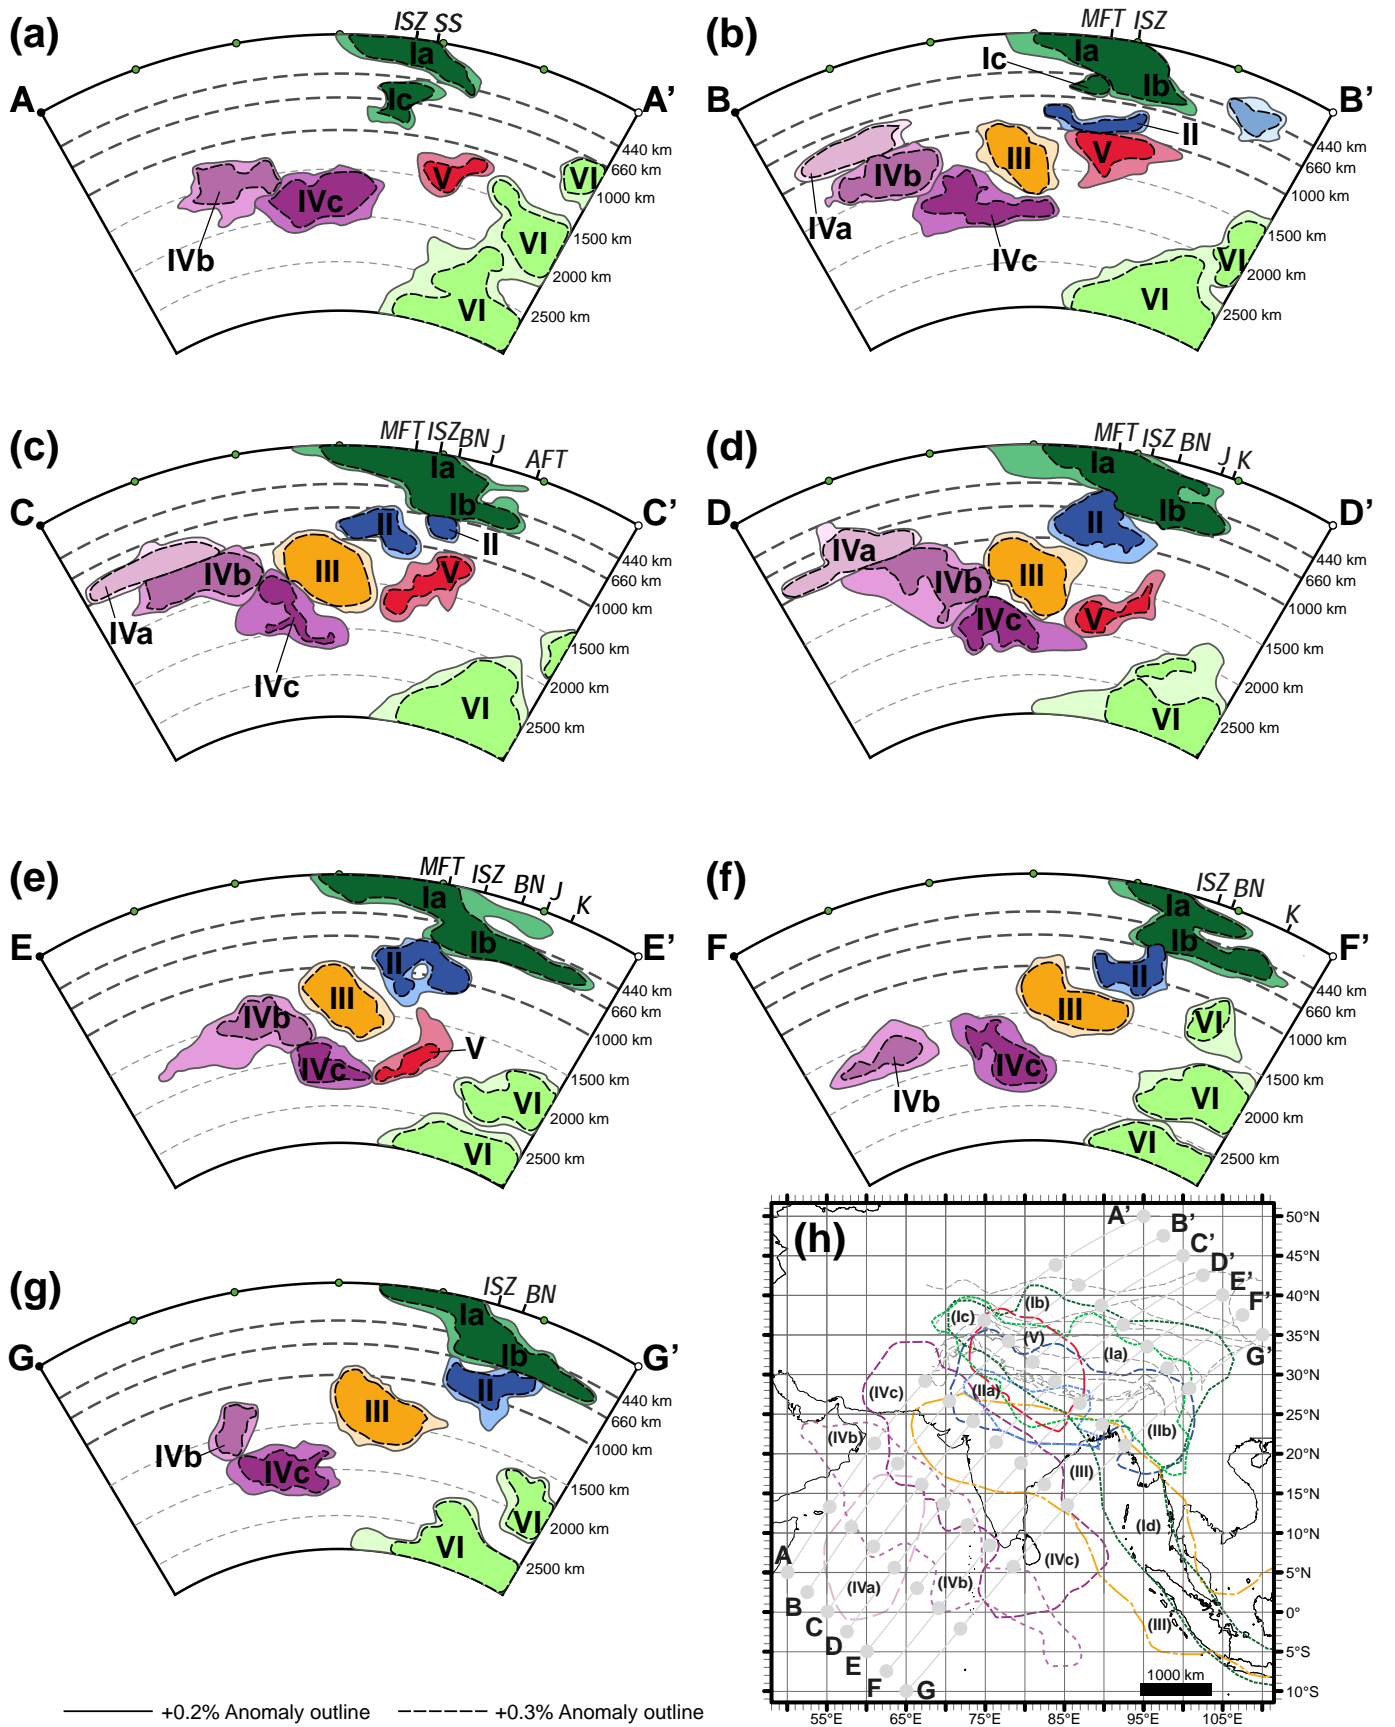 (a)
ISZ SS
A
A'
Ia
Ic
IVb
IVc
V
VI
VI
VI
440 km
660 km
1000 km
1500 km
2000 km
2500 km
(b)
MFT ISZ
B
B'
Ia
Ib
Ic
II
III
IVa
IVb
IVc
V
VI
VI
440 km
660 km
1000 km
1500 km
2000 km
2500 km
(c)
MFT ISZ BN J AFT
C
C'
Ia
Ib
II
II
III
IVa
IVb
IVc
V
VI
440 km
660 km
1000 km
1500 km
2000 km
2500 km
(d)
MFT ISZ BN J K
D
D'
Ia
Ib
II
III
IVa
IVb
IVc
V
VI
440 km
660 km
1000 km
1500 km
2000 km
2500 km
(e)
MFT ISZ BN J K
E
E'
Ia
Ib
II
III
IVb
IVc
V
VI
VI
440 km
660 km
1000 km
1500 km
2000 km
2500 km
(f)
ISZ BN K
F
F'
Ia
Ib
II
III
IVb
IVc
VI
VI
VI
440 km
660 km
1000 km
1500 km
2000 km
2500 km
(g)
ISZ BN
G
G'
Ia
Ib
II
III
IVb
IVc
VI
VI
440 km
660 km
1000 km
1500 km
2000 km
2500 km
(h)
A'
B'
C'
D'
E'
F'
G'
(Ib)
(Ic)
(V)
(Ia)
(IVc)
(IIa)
(IVb)
(IIb)
(III)
(Id)
(IVc)
(IVa)
(IVb)
(III)
A
B
C
D
E
F
G
1000 km
50°N
45°N
40°N
35°N
30°N
25°N
20°N
15°N
10°N
5°N
0°
5°S
10°S
55°E 65°E 75°E 85°E 95°E 105°E
+0.2% Anomaly outline
+0.3% Anomaly outline